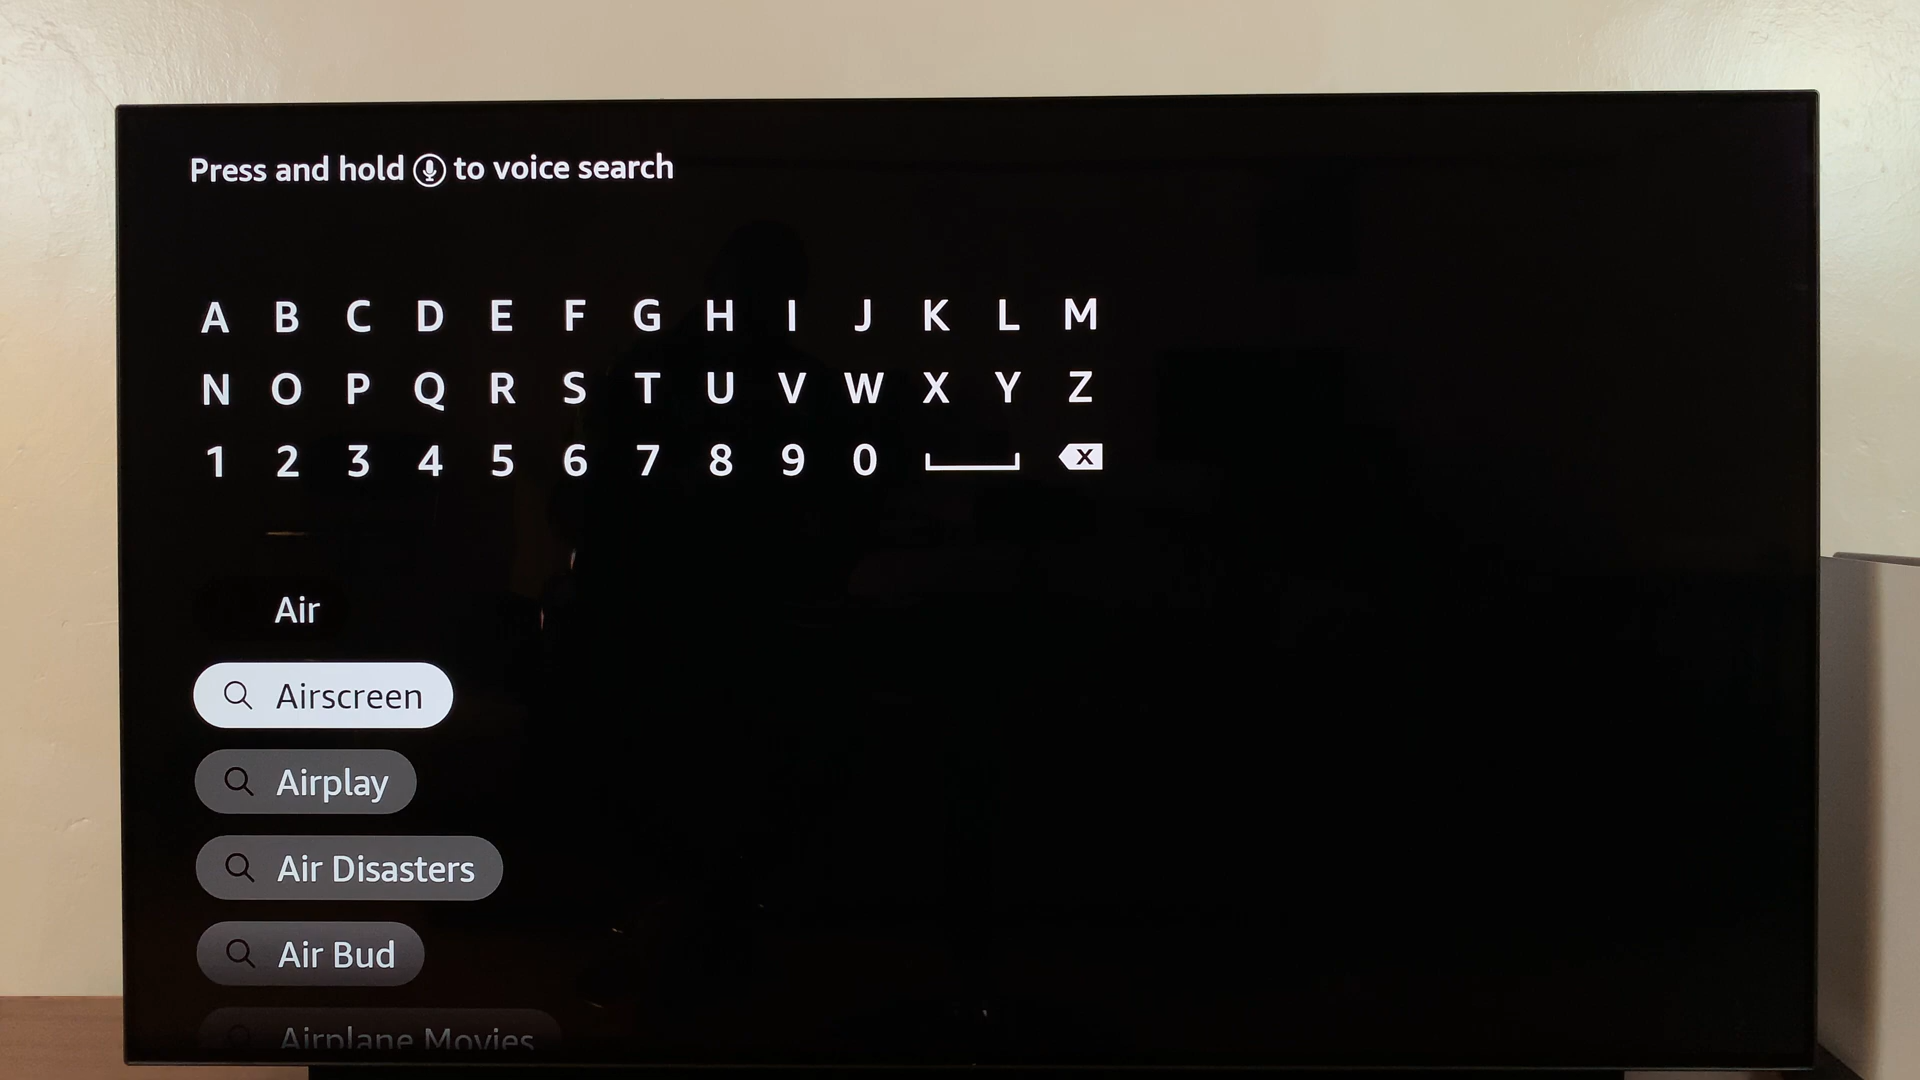 Press and hold to voice search
A B C D E F G H I J K L M
N O P Q R S T U V W X Y Z
1 2 3 4 5 6 7 8 9 0
Air
Airscreen
Airplay
Air Disasters
Air Bud
Airplane Movies